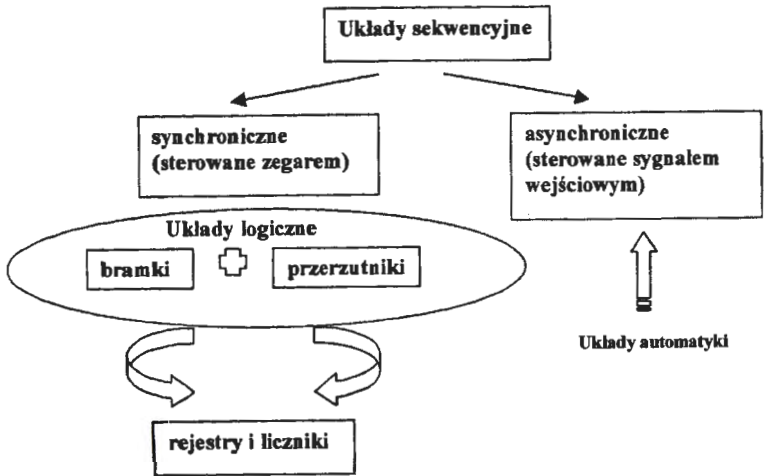 Układy sekwencyjne
synchroniczne
(sterowane zegarem)
asynchroniczne
(sterowane sygnałem
wejściowym)
Układy logiczne
bramki
przerzutniki
Układy automatyki
rejestry i liczniki